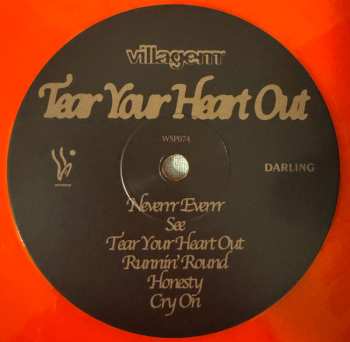 villagerrr
Tear Your Heart Out
WSP074
DARLING
Neverrr Everrr
See
Tear Your Heart Out
Runnin' Round
Honesty
Cry On